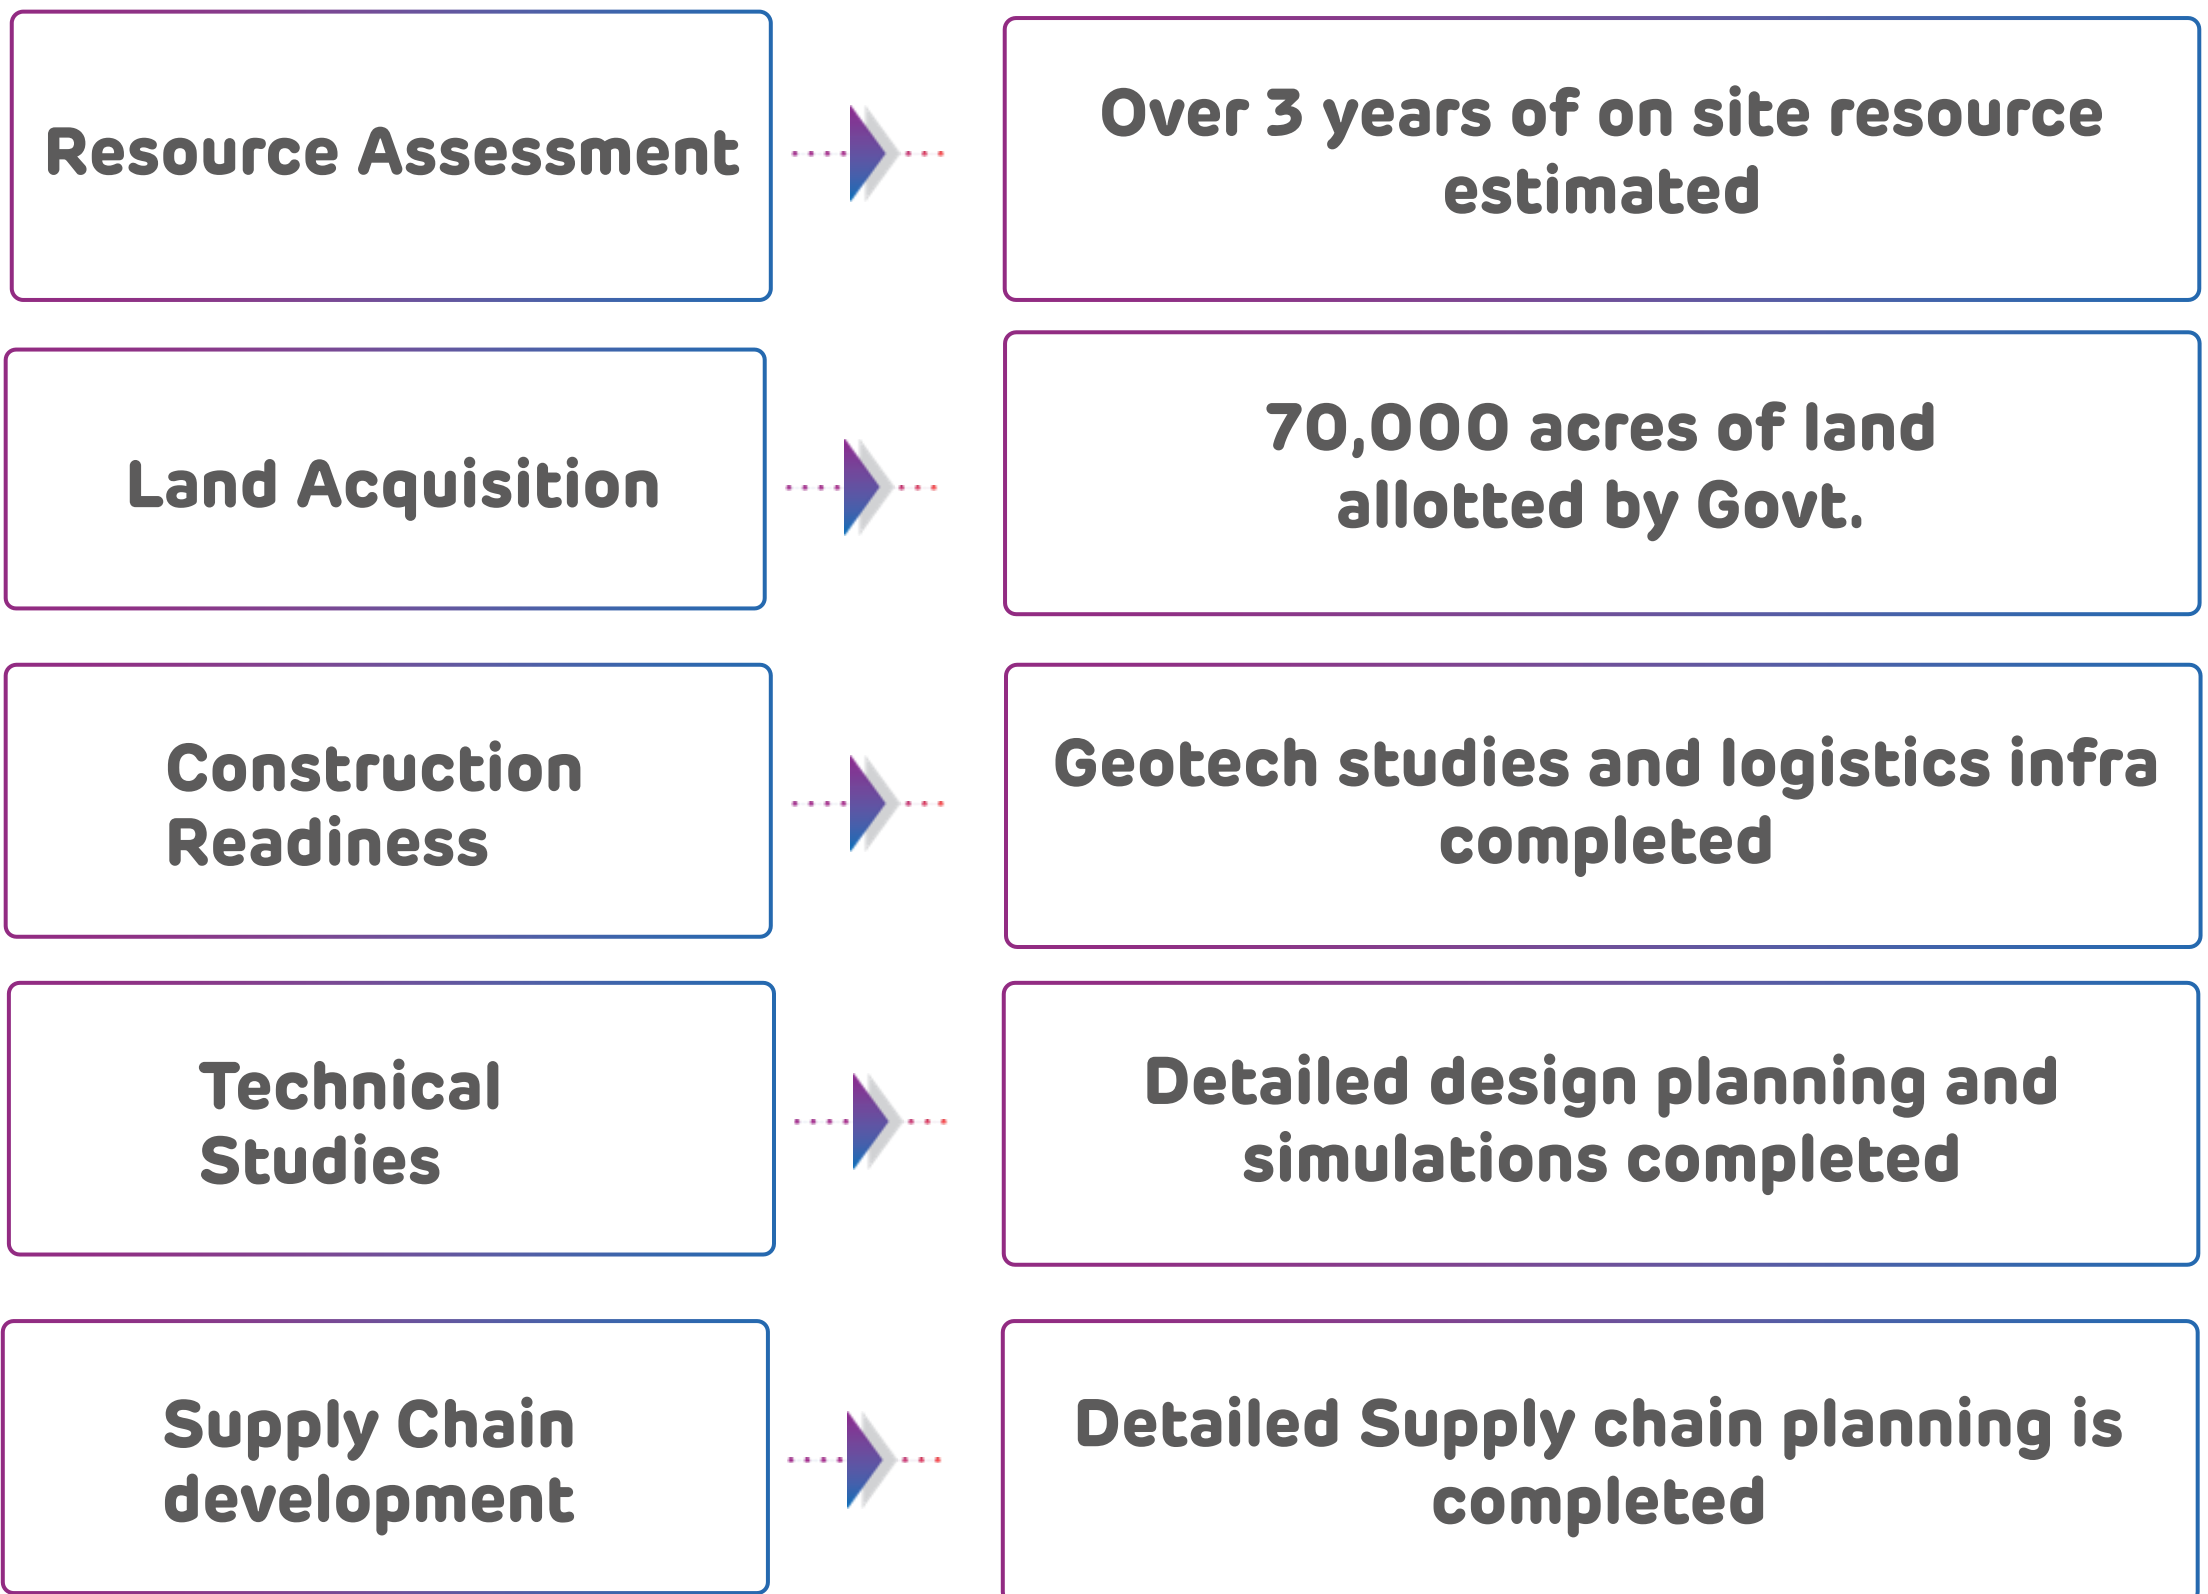 Resource Assessment
Over 3 years of on site resource
estimated
Land Acquisition
70,000 acres of land
allotted by Govt.
Construction
Readiness
Geotech studies and logistics infra
completed
Technical
Studies
Detailed design planning and
simulations completed
Supply Chain
development
Detailed Supply chain planning is
completed